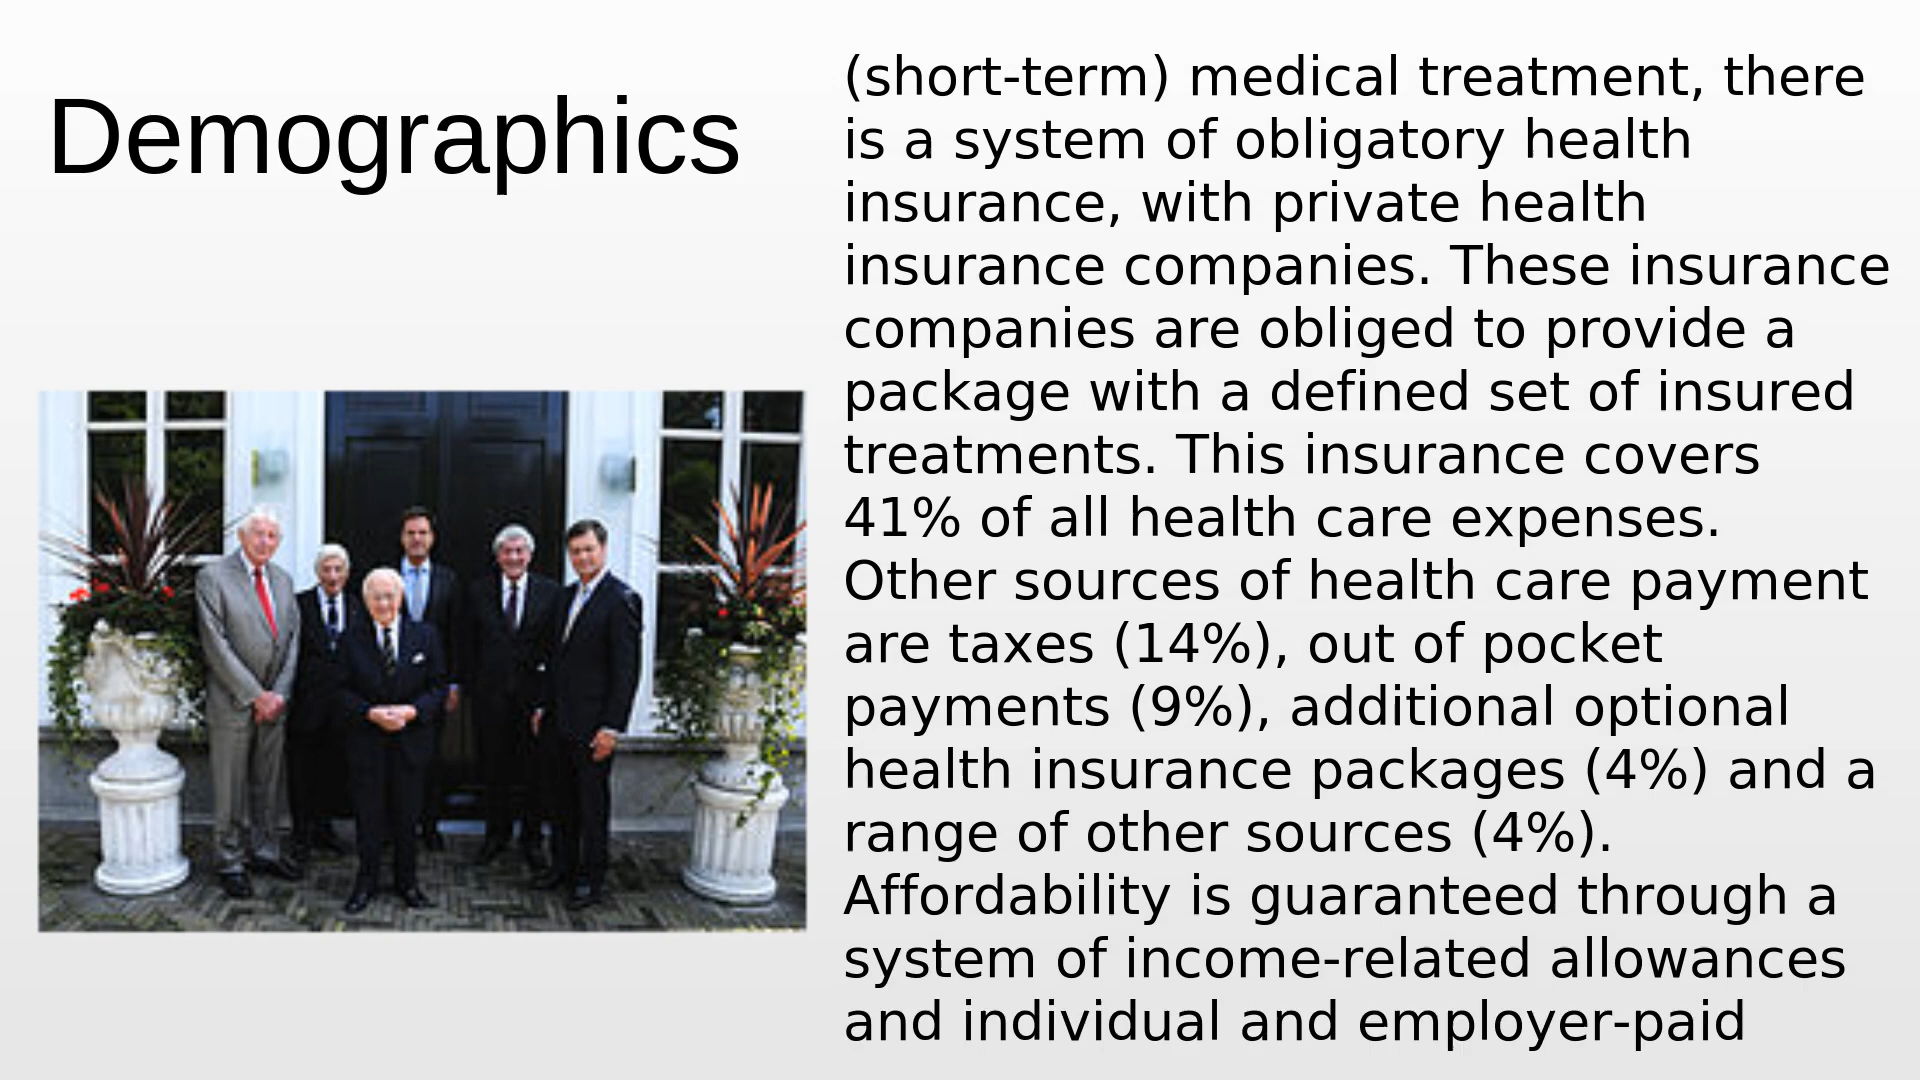 Demographics
(short-term) medical treatment, there
is a system of obligatory health
insurance, with private health
insurance companies. These insurance
companies are obliged to provide a
package with a defined set of insured
treatments. This insurance covers
41% of all health care expenses.
Other sources of health care payment
are taxes (14%), out of pocket
payments (9%), additional optional
health insurance packages (4%) and a
range of other sources (4%).
Affordability is guaranteed through a
system of income-related allowances
and individual and employer-paid